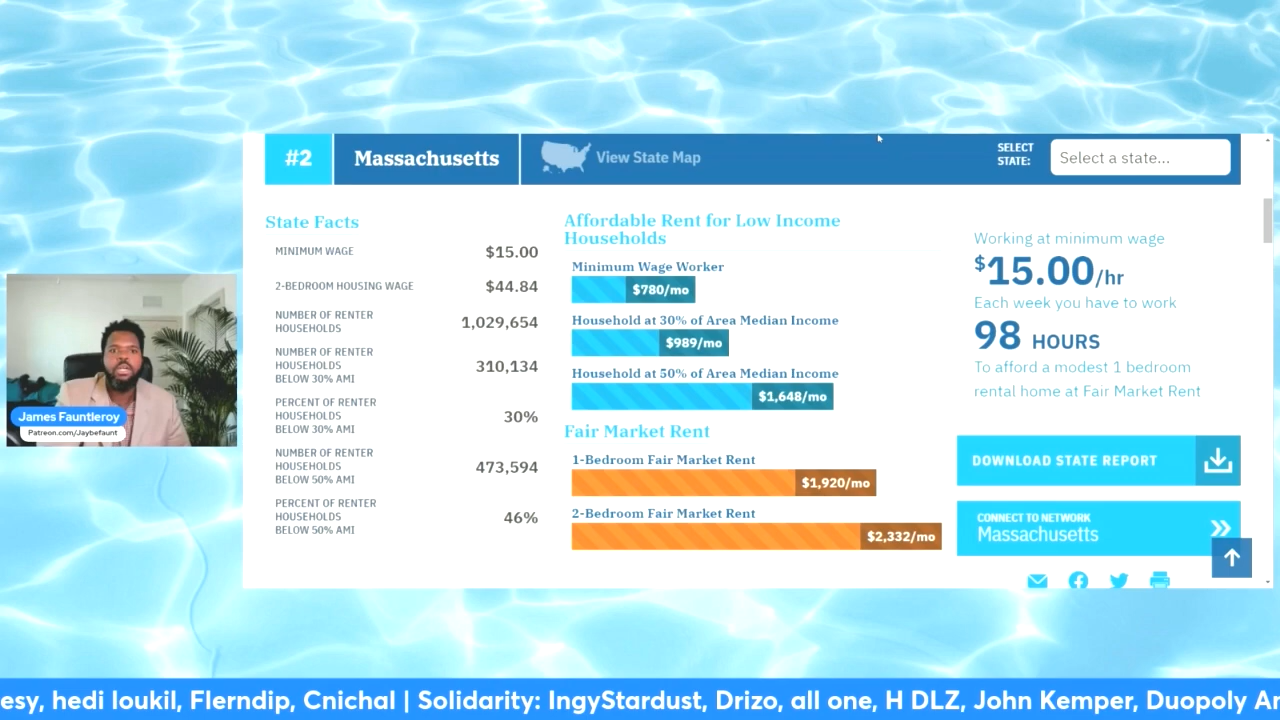 #2
Massachusetts
View State Map
SELECT
STATE:
Select a state...
State Facts
MINIMUM WAGE
$15.00
2-BEDROOM HOUSING WAGE
$44.84
NUMBER OF RENTER
HOUSEHOLDS
1,029,654
NUMBER OF RENTER
HOUSEHOLDS
BELOW 30% AMI
310,134
PERCENT OF RENTER
HOUSEHOLDS
BELOW 30% AMI
30%
NUMBER OF RENTER
HOUSEHOLDS
BELOW 50% AMI
473,594
PERCENT OF RENTER
HOUSEHOLDS
BELOW 50% AMI
46%
Affordable Rent for Low Income
Households
Minimum Wage Worker
$780/mo
Household at 30% of Area Median Income
$989/mo
Household at 50% of Area Median Income
$1,648/mo
Fair Market Rent
1-Bedroom Fair Market Rent
$1,920/mo
2-Bedroom Fair Market Rent
$2,332/mo
Working at minimum wage
$15.00/hr
Each week you have to work
98 HOURS
To afford a modest 1 bedroom
rental home at Fair Market Rent
DOWNLOAD STATE REPORT
CONNECT TO NETWORK
Massachusetts
James Fauntleroy
Patreon.com/Jaybefaunt
esy, hedi loukil, Flerndip, Cnichal | Solidarity: IngyStardust, Drizo, all one, H DLZ, John Kemper, Duopoly Ar